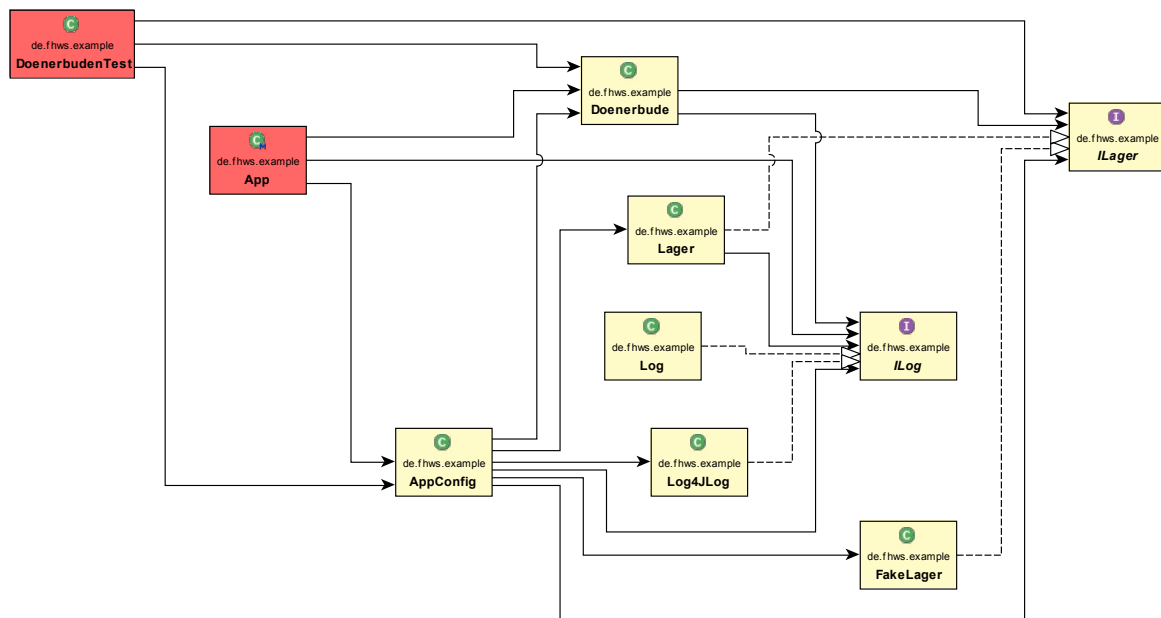 C
de.fhws.example
DoenerbudenTest
C
de.fhws.example
Doenerbude
I
de.fhws.example
ILager
C
M
de.fhws.example
App
C
de.fhws.example
Lager
C
de.fhws.example
Log
I
de.fhws.example
ILog
C
de.fhws.example
AppConfig
C
de.fhws.example
Log4JLog
C
de.fhws.example
FakeLager